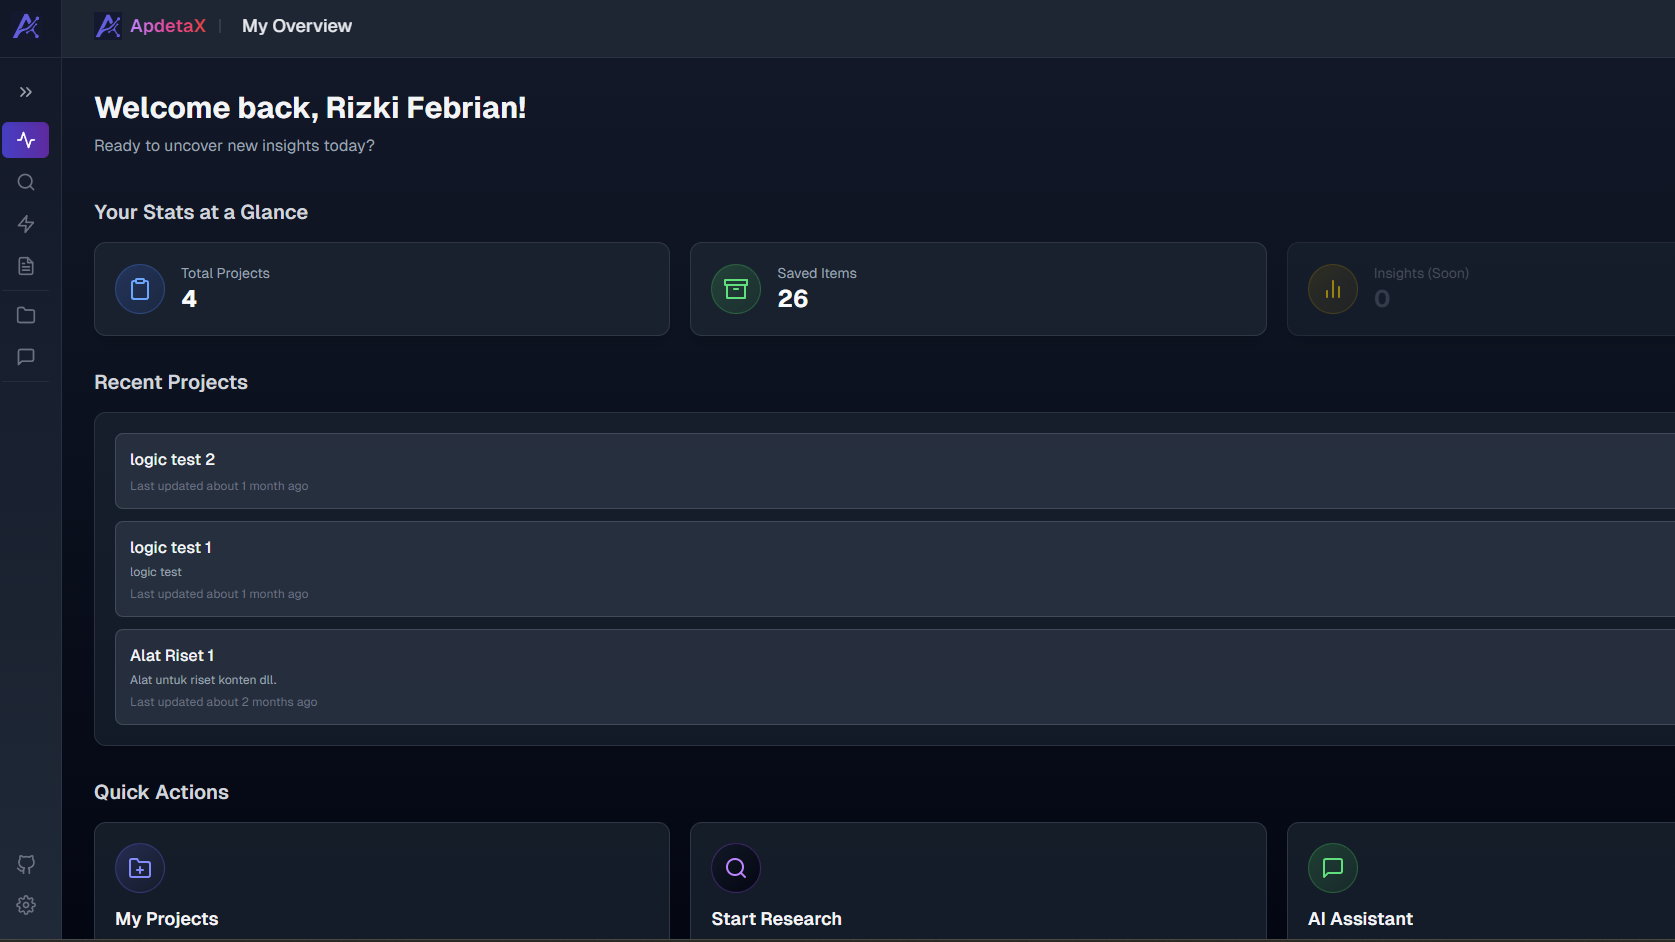 ApdetaX | My Overview
Welcome back, Rizki Febrian!
Ready to uncover new insights today?
Your Stats at a Glance
Total Projects
4
Saved Items
26
Insights (Soon)
0
Recent Projects
logic test 2
Last updated about 1 month ago
logic test 1
logic test
Last updated about 1 month ago
Alat Riset 1
Alat untuk riset konten dll.
Last updated about 2 months ago
Quick Actions
My Projects
Start Research
AI Assistant